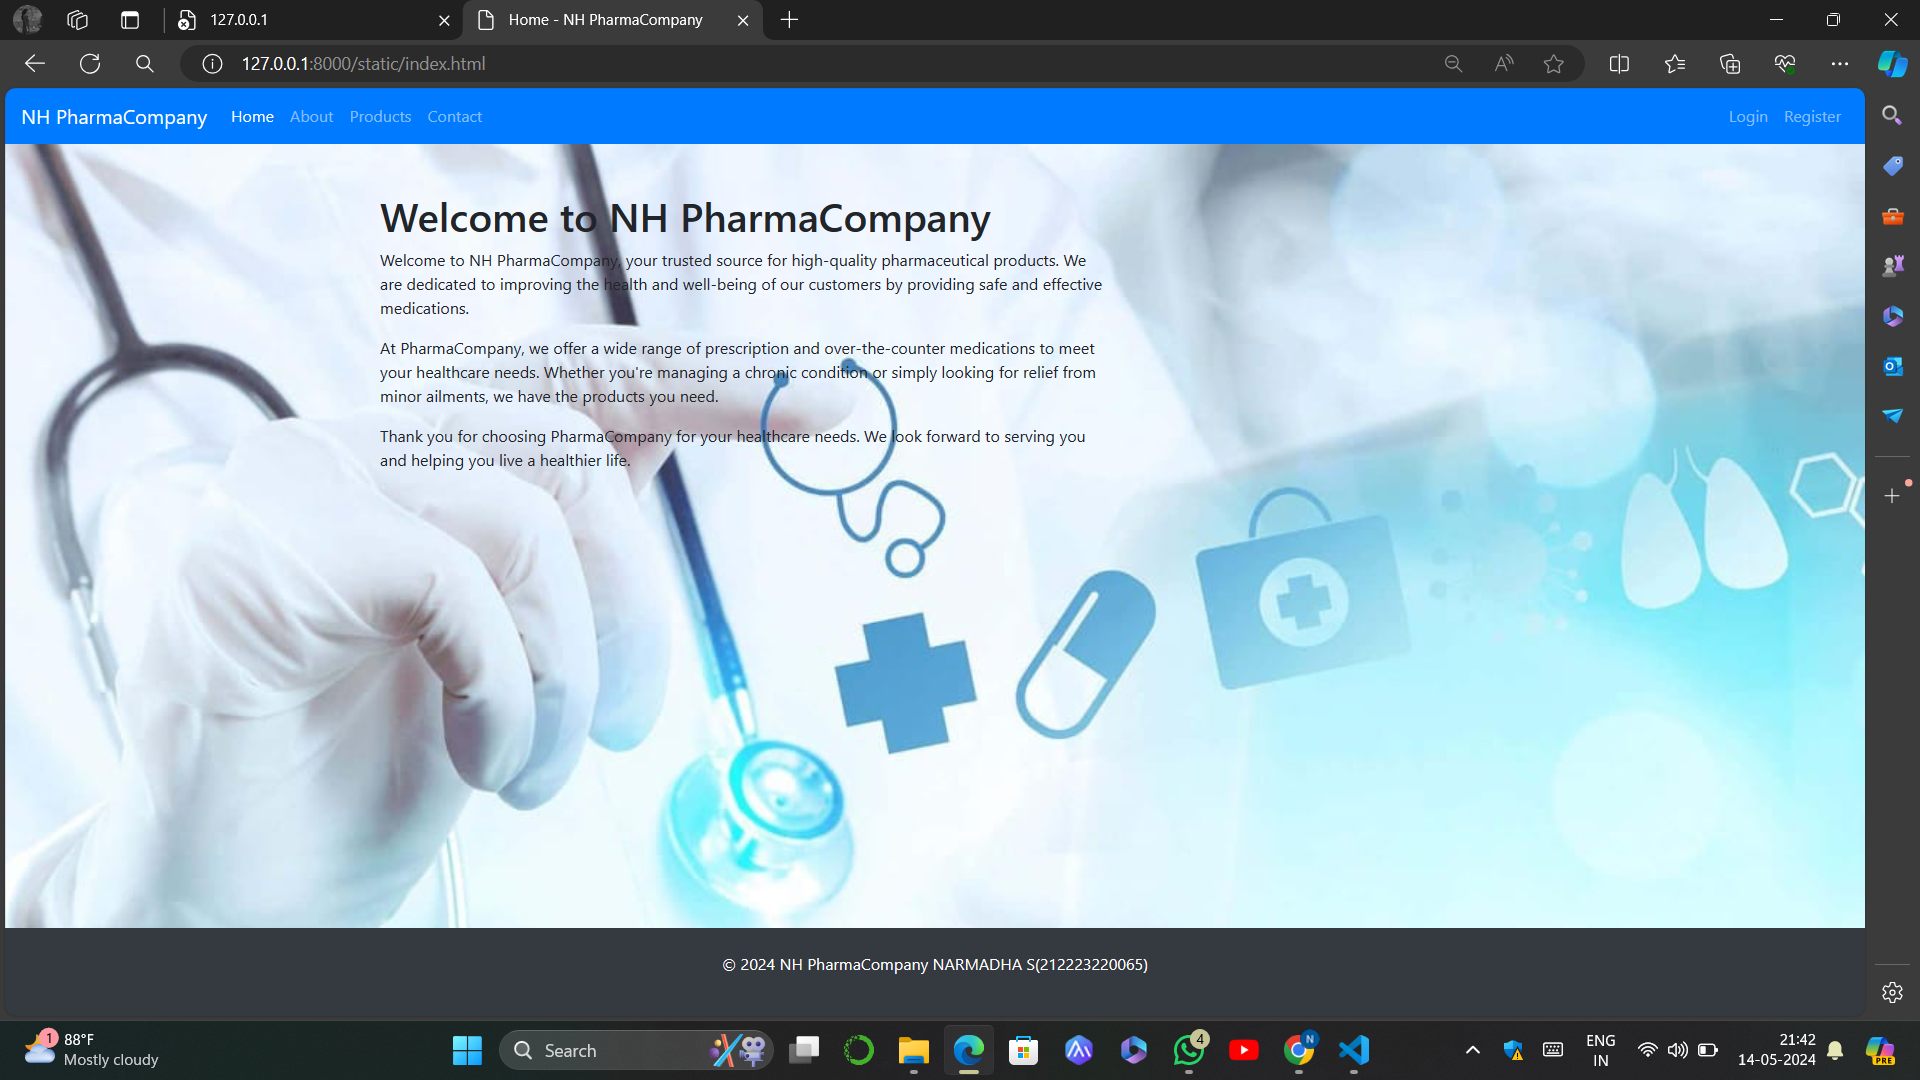 127.0.0.1
Home - NH PharmaCompany
127.0.0.1:8000/static/index.html
NH PharmaCompany Home About Products Contact Login Register
Welcome to NH PharmaCompany
Welcome to NH PharmaCompany, your trusted source for high-quality pharmaceutical products. We
are dedicated to improving the health and well-being of our customers by providing safe and effective
medications.
At PharmaCompany, we offer a wide range of prescription and over-the-counter medications to meet
your healthcare needs. Whether you're managing a chronic condition or simply looking for relief from
minor ailments, we have the products you need.
Thank you for choosing PharmaCompany for your healthcare needs. We look forward to serving you
and helping you live a healthier life.
© 2024 NH PharmaCompany NARMADHA S(212223220065)
1
88°F
Mostly cloudy
Search
4
N
ENG
IN
21:42
14-05-2024
PRE